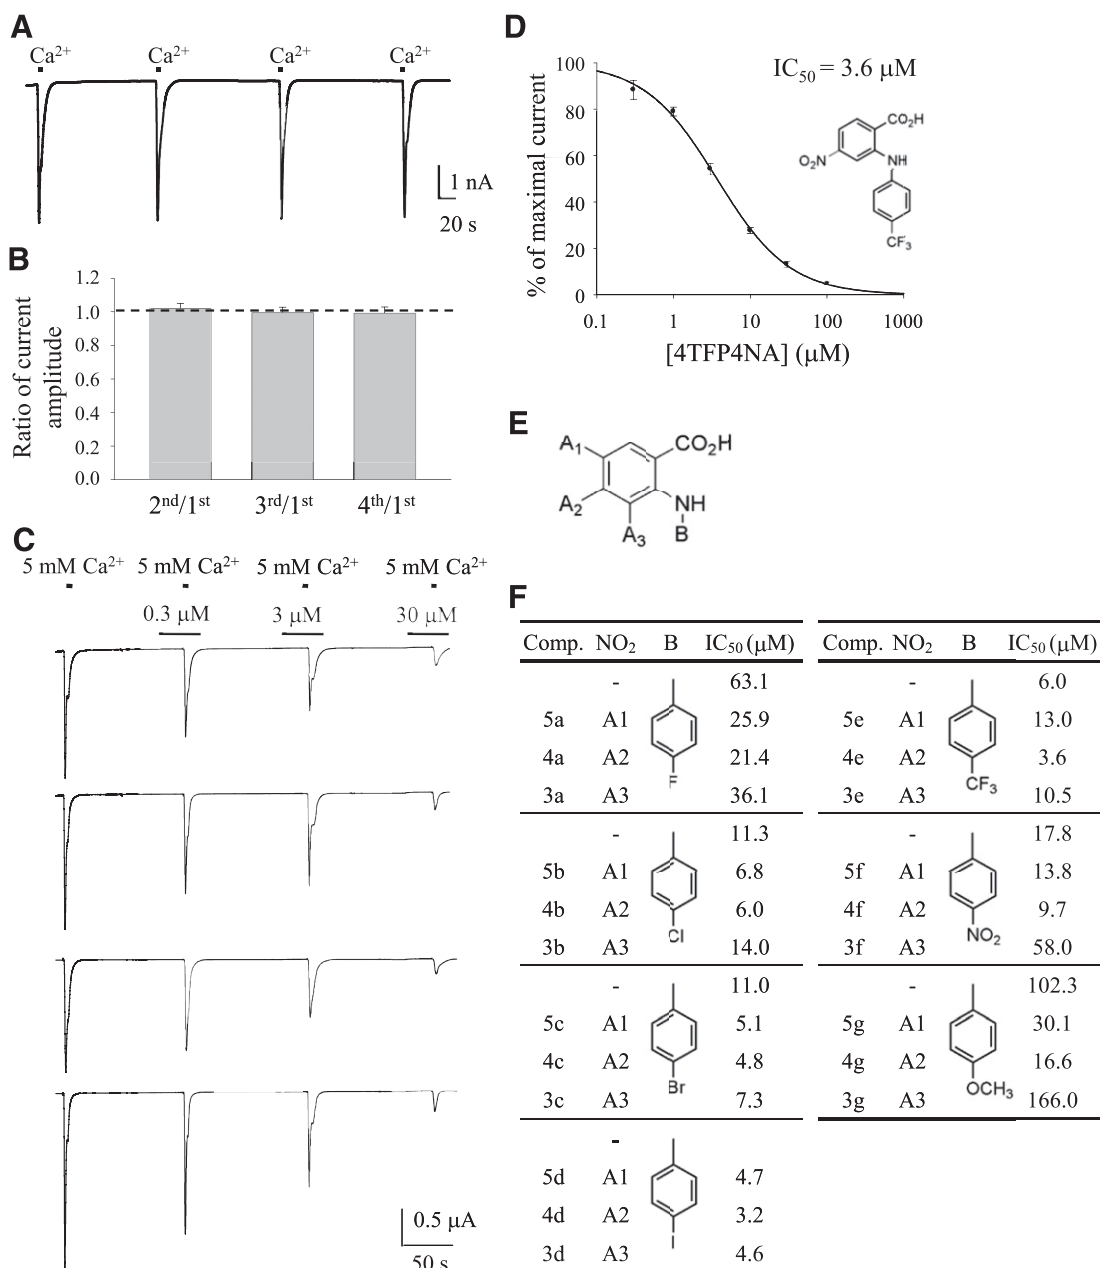 A
Ca²⁺ Ca²⁺ Ca²⁺ Ca²⁺
1 nA
20 s
B
Ratio of current amplitude
1.2
1.0
0.8
0.6
0.4
0.2
0.0
2nd/1st 3rd/1st 4th/1st
C
5 mM Ca²⁺ 5 mM Ca²⁺ 5 mM Ca²⁺ 5 mM Ca²⁺
0.3 μM 3 μM 30 μM
0.5 μA
50 s
D
IC₅₀ = 3.6 μM
% of maximal current
100
80
60
40
20
0
0.1 1 10 100 1000
[4TFP4NA] (μM)
CO₂H
O₂N
NH
CF₃
E
A₁
CO₂H
A₂
NH
A₃
B
F
Comp. NO₂ B IC₅₀ (μM)
- 63.1
5a A1 25.9
4a A2 21.4
F
3a A3 36.1
- 11.3
5b A1 6.8
4b A2 6.0
Cl
3b A3 14.0
- 11.0
5c A1 5.1
4c A2 4.8
Br
3c A3 7.3
-
5d A1 4.7
4d A2 3.2
I
3d A3 4.6
Comp. NO₂ B IC₅₀ (μM)
- 6.0
5e A1 13.0
4e A2 3.6
CF₃
3e A3 10.5
- 17.8
5f A1 13.8
4f A2 9.7
NO₂
3f A3 58.0
- 102.3
5g A1 30.1
4g A2 16.6
OCH₃
3g A3 166.0